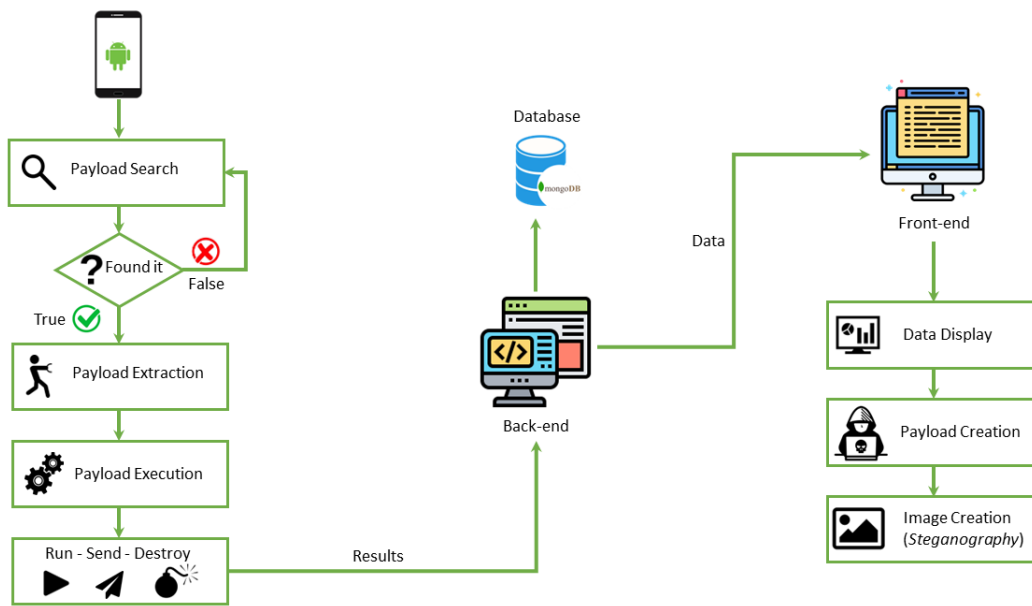 Payload Search
Found it
False
True
Payload Extraction
Payload Execution
Run - Send - Destroy
Results
Database
mongoDB
</>
Back-end
Data
Front-end
Data Display
Payload Creation
Image Creation
(Steganography)